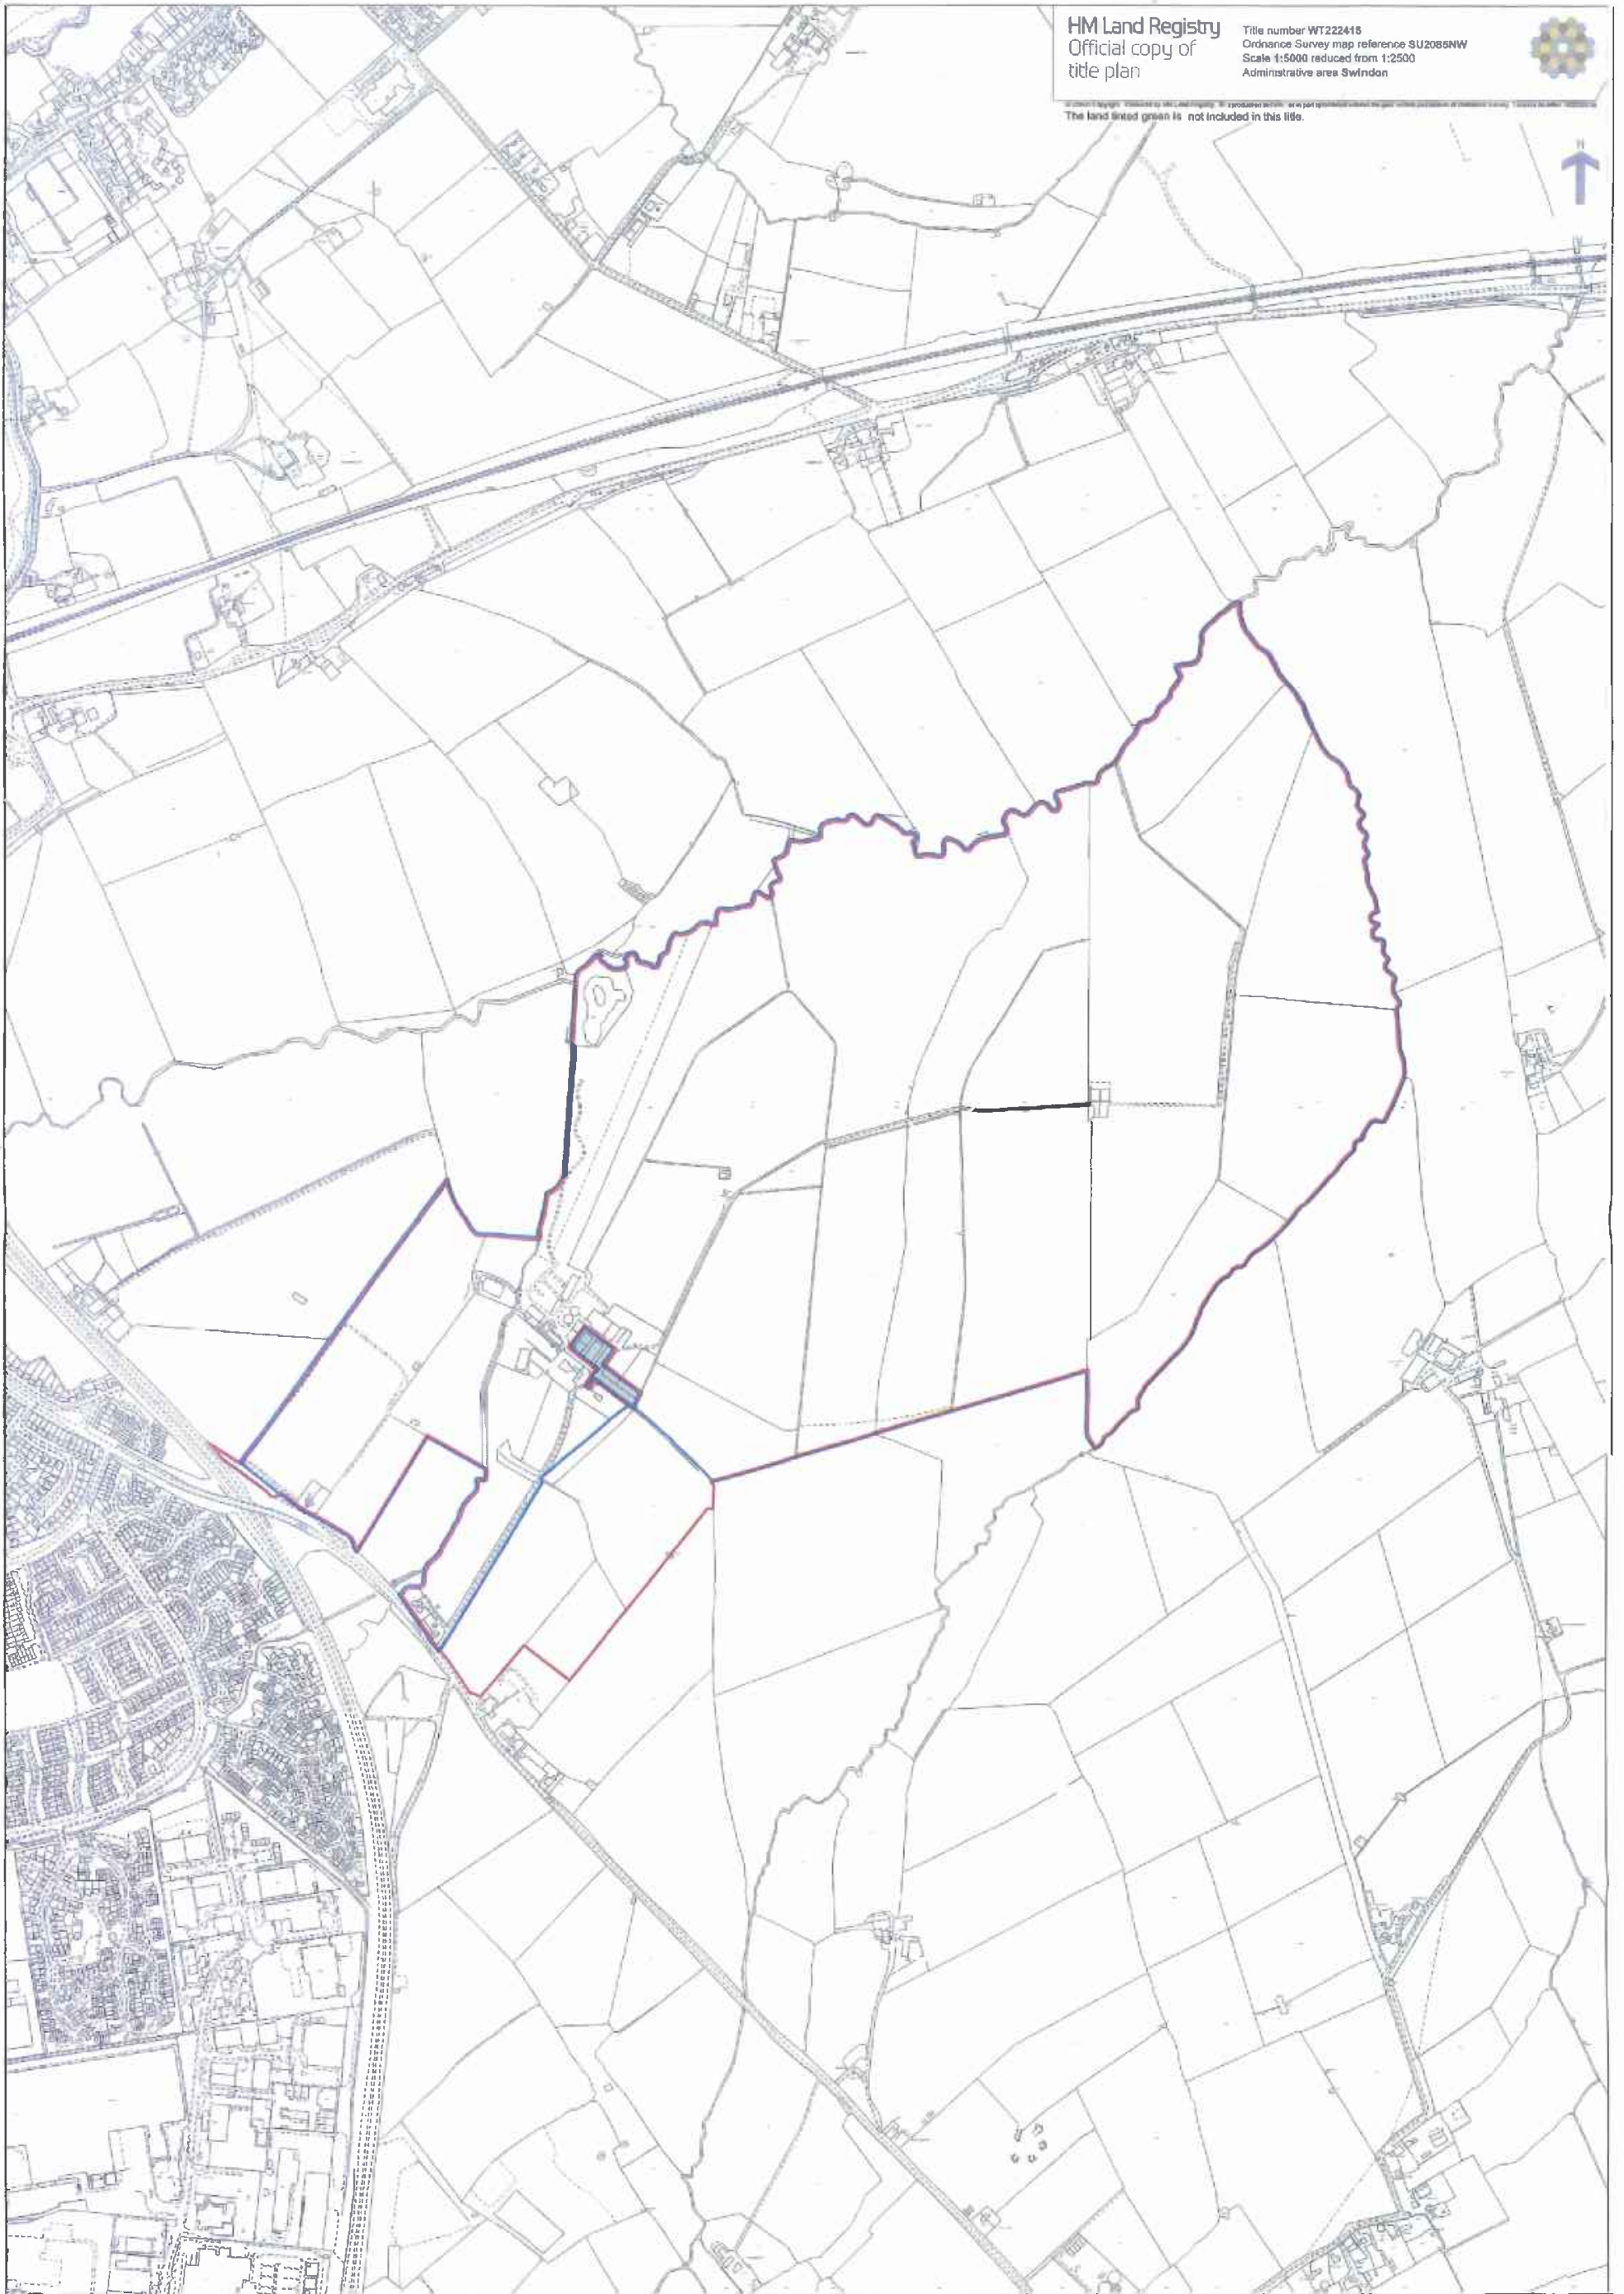 HM Land Registry
Official copy of
title plan
Title number WT222415
Ordnance Survey map reference SU2085NW
Scale 1:5000 reduced from 1:2500
Administrative area Swindon
The land tinted green is not included in this title.
N